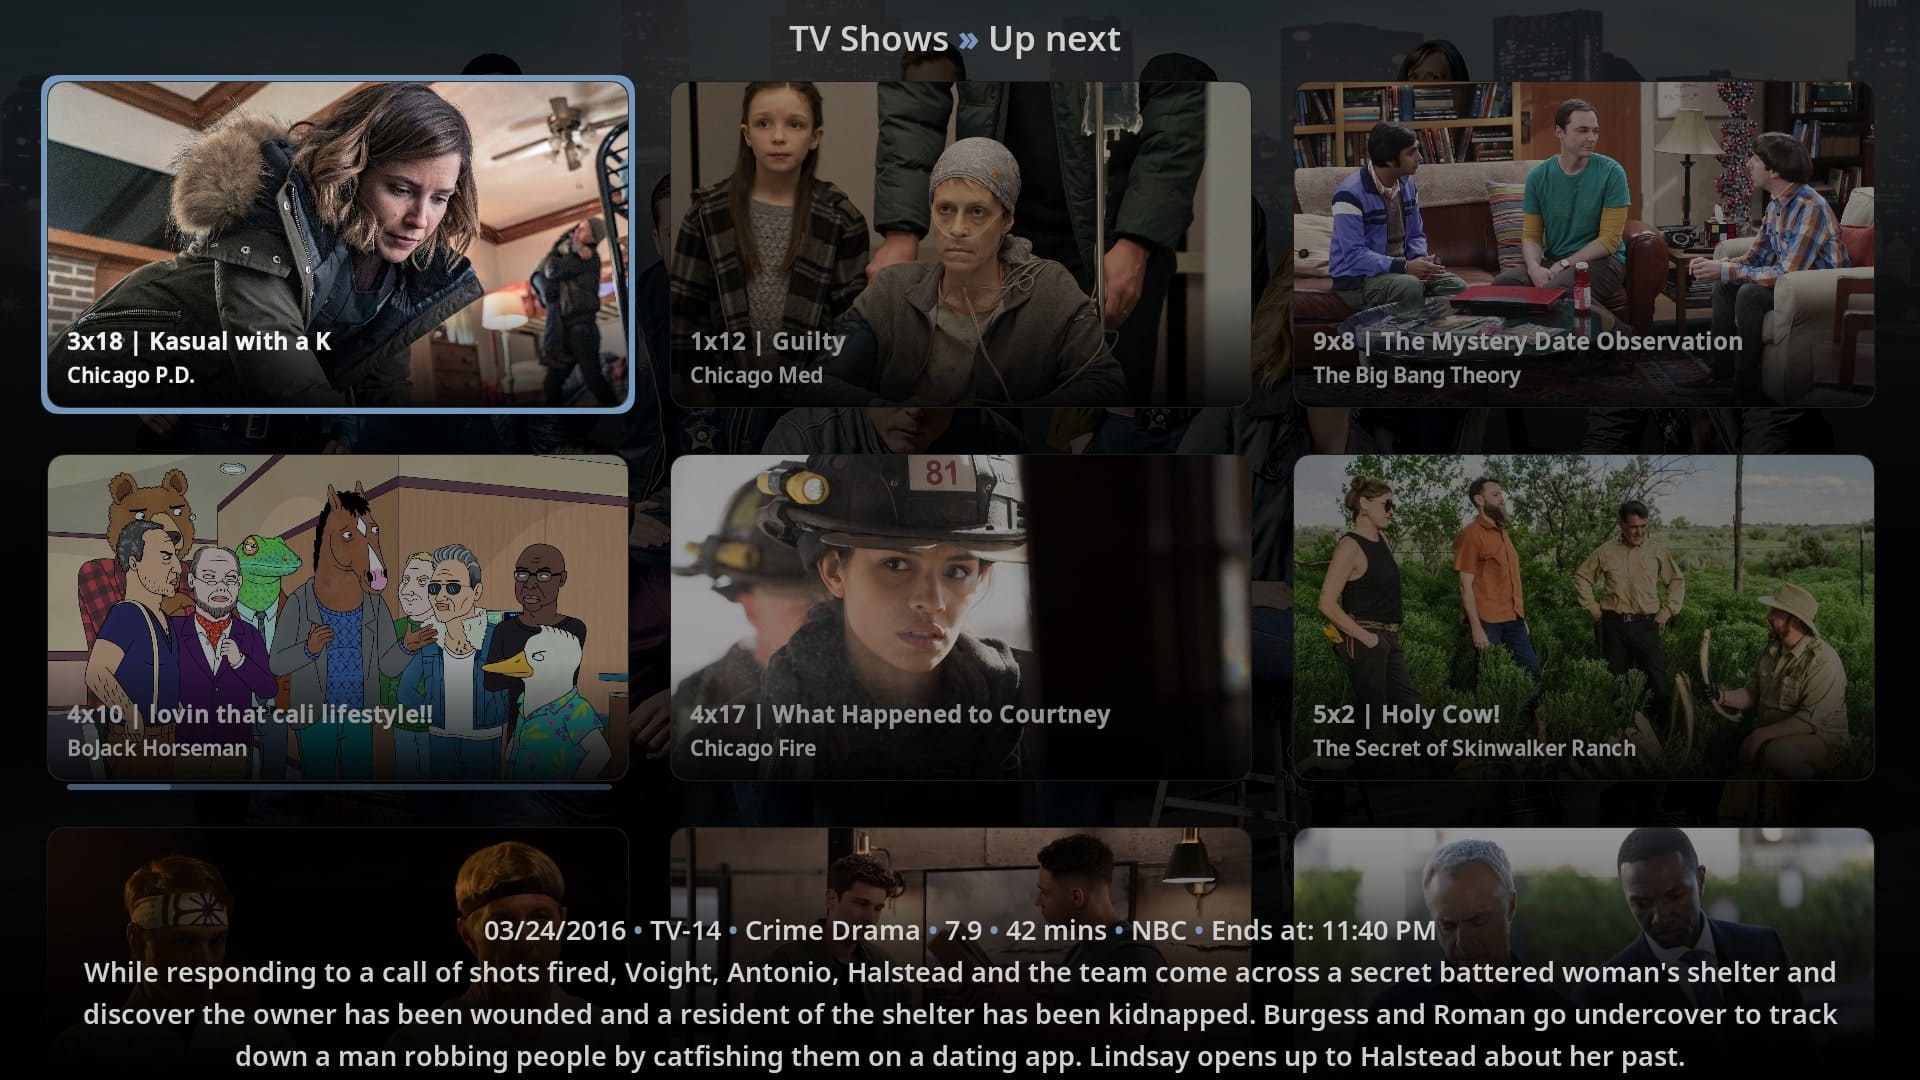 TV Shows » Up next
3x18 | Kasual with a K
Chicago P.D.
1x12 | Guilty
Chicago Med
9x8 | The Mystery Date Observation
The Big Bang Theory
81
4x10 | lovin that cali lifestyle!!
BoJack Horseman
4x17 | What Happened to Courtney
Chicago Fire
5x2 | Holy Cow!
The Secret of Skinwalker Ranch
03/24/2016 • TV-14 • Crime Drama • 7.9 • 42 mins • NBC • Ends at: 11:40 PM
While responding to a call of shots fired, Voight, Antonio, Halstead and the team come across a secret battered woman's shelter and
discover the owner has been wounded and a resident of the shelter has been kidnapped. Burgess and Roman go undercover to track
down a man robbing people by catfishing them on a dating app. Lindsay opens up to Halstead about her past.